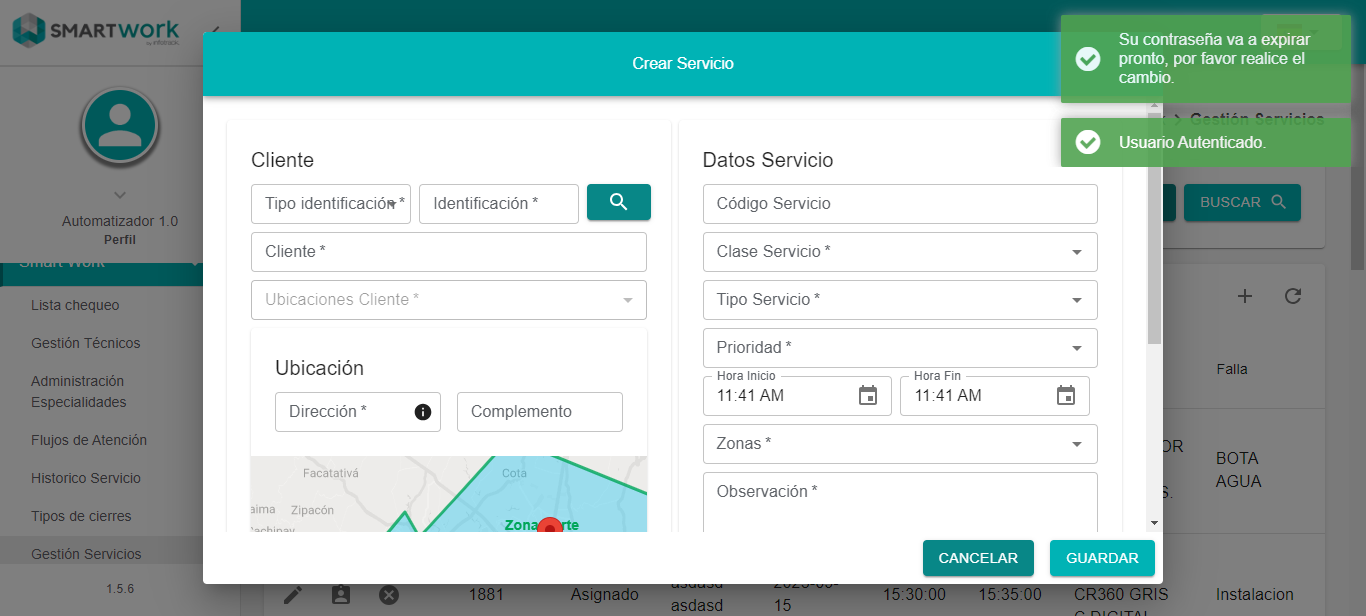 SMARTWORK
by infotrack
Crear Servicio
Su contraseña va a expirar
pronto, por favor realice el
cambio.
Gestión Servicios
Usuario Autenticado.
Automatizador 1.0
Perfil
BUSCAR
Smart Work
Lista chequeo
Gestión Técnicos
Administración
Especialidades
Flujos de Atención
Historico Servicio
Tipos de cierres
Gestión Servicios
1.5.6
Cliente
Tipo identificación *
Identificación *
Cliente *
Ubicaciones Cliente *
Ubicación
Dirección *
Complemento
Facatativá
Cota
Zipacón
Datos Servicio
Código Servicio
Clase Servicio *
Tipo Servicio *
Prioridad *
Hora Inicio
11:41 AM
Hora Fin
11:41 AM
Zonas *
Observación *
CANCELAR
GUARDAR
Falla
BOTA
AGUA
1881
Asignado
asdasd
asdasd
15
15:30:00
15:35:00
CR360 GRIS
Instalacion